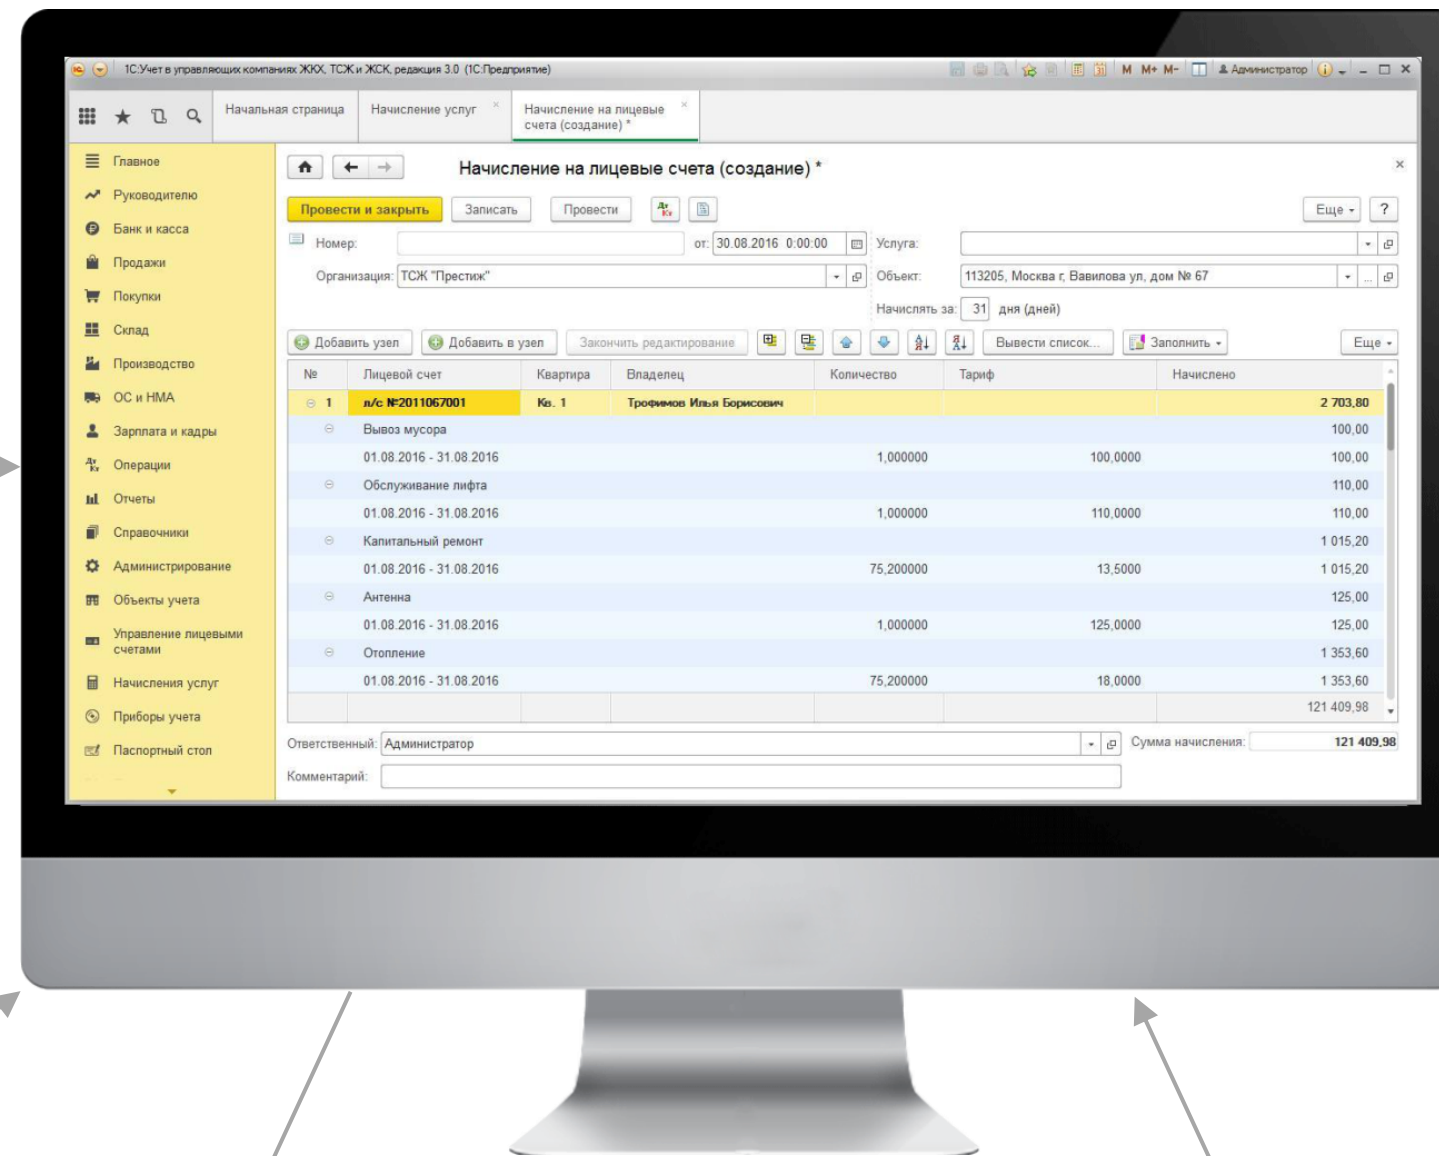 1С:Учет в управляющих компаниях ЖКХ, ТСЖ и ЖСК, редакция 3.0 (1С:Предприятие)
M M+ M- Администратор
Начальная страница
Начисление услуг
Начисление на лицевые
счета (создание) *
Главное
Руководителю
Банк и касса
Продажи
Покупки
Склад
Производство
ОС и НМА
Зарплата и кадры
Операции
Отчеты
Справочники
Администрирование
Объекты учета
Управление лицевыми
счетами
Начисления услуг
Приборы учета
Паспортный стол
Начисление на лицевые счета (создание) *
Провести и закрыть Записать Провести Дт Кт Еще ?
Номер: от: 30.08.2016 0:00:00 Услуга:
Организация: ТСЖ "Престиж" Объект: 113205, Москва г, Вавилова ул, дом № 67 ...
Начислять за: 31 дня (дней)
Добавить узел Добавить в узел Закончить редактирование Вывести список... Заполнить Еще
№ Лицевой счет Квартира Владелец Количество Тариф Начислено
1 л/с №2011067001 Кв. 1 Трофимов Илья Борисович 2 703,80
Вывоз мусора 100,00
01.08.2016 - 31.08.2016 1,000000 100,0000 100,00
Обслуживание лифта 110,00
01.08.2016 - 31.08.2016 1,000000 110,0000 110,00
Капитальный ремонт 1 015,20
01.08.2016 - 31.08.2016 75,200000 13,5000 1 015,20
Антенна 125,00
01.08.2016 - 31.08.2016 1,000000 125,0000 125,00
Отопление 1 353,60
01.08.2016 - 31.08.2016 75,200000 18,0000 1 353,60
121 409,98
Ответственный: Администратор Сумма начисления: 121 409,98
Комментарий: